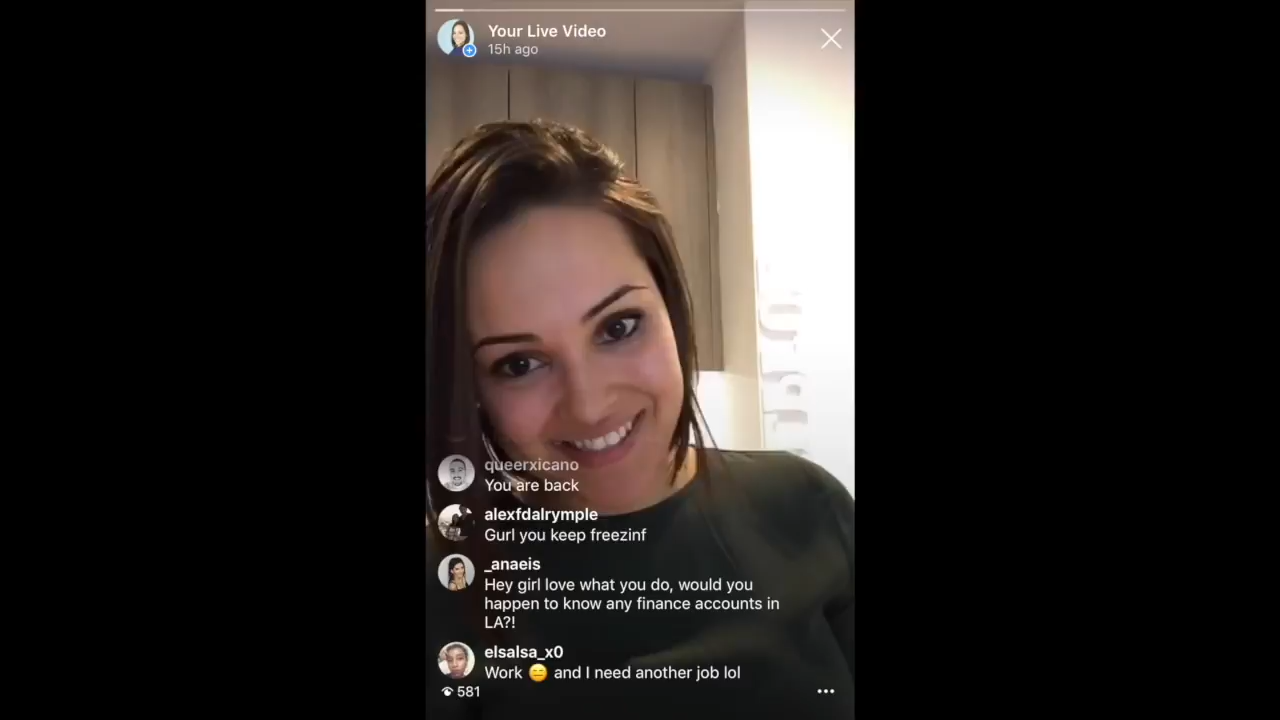 Your Live Video
15h ago
queerxicano
You are back
alexfdalrymple
Gurl you keep freezinf
_anaeis
Hey girl love what you do, would you
happen to know any finance accounts in
LA?!
elsalsa_x0
Work 😑 and I need another job lol
581